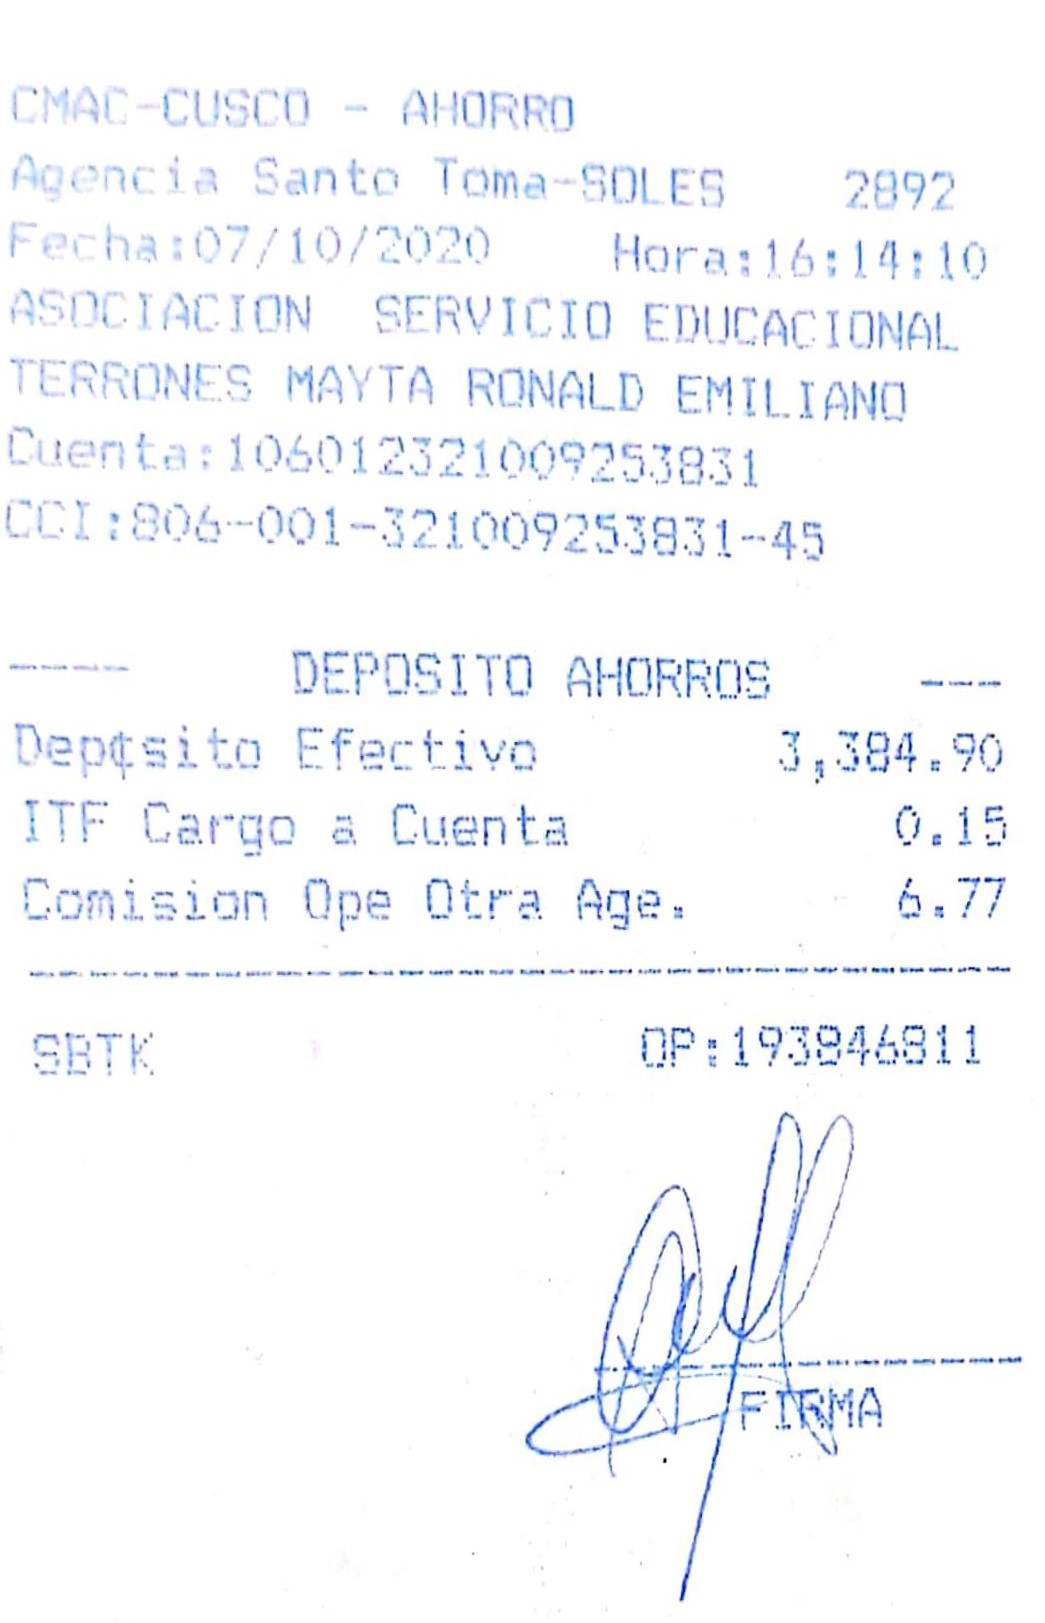 CMAC-CUSCO - AHORRO
Agencia Santo Toma-SOLES 2892
Fecha:07/10/2020 Hora:16:14:10
ASOCIACION SERVICIO EDUCACIONAL
TERRONES MAYTA RONALD EMILIANO
Cuenta:106012321009253831
CCI:806-001-321009253831-45
---- DEPOSITO AHORROS ---
Dep¢sito Efectivo 3,384.90
ITF Cargo a Cuenta 0.15
Comision Ope Otra Age. 6.77
SBTK OP:193846811
FIRMA